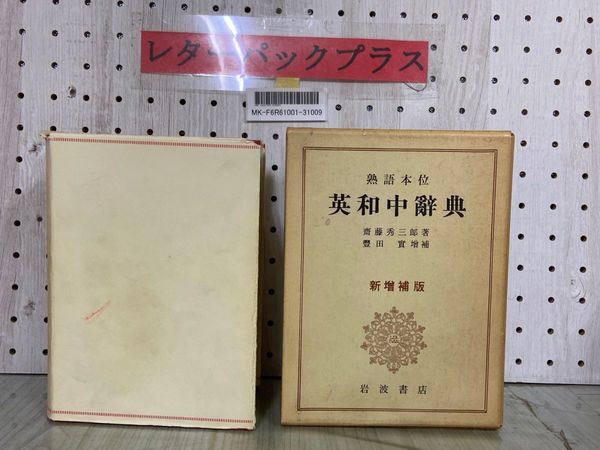 レターパックプラス
MK-F6R61001-31009
熟語本位
英和中辭典
齋藤秀三郎著
豐田實增補
新增補版
岩波書店